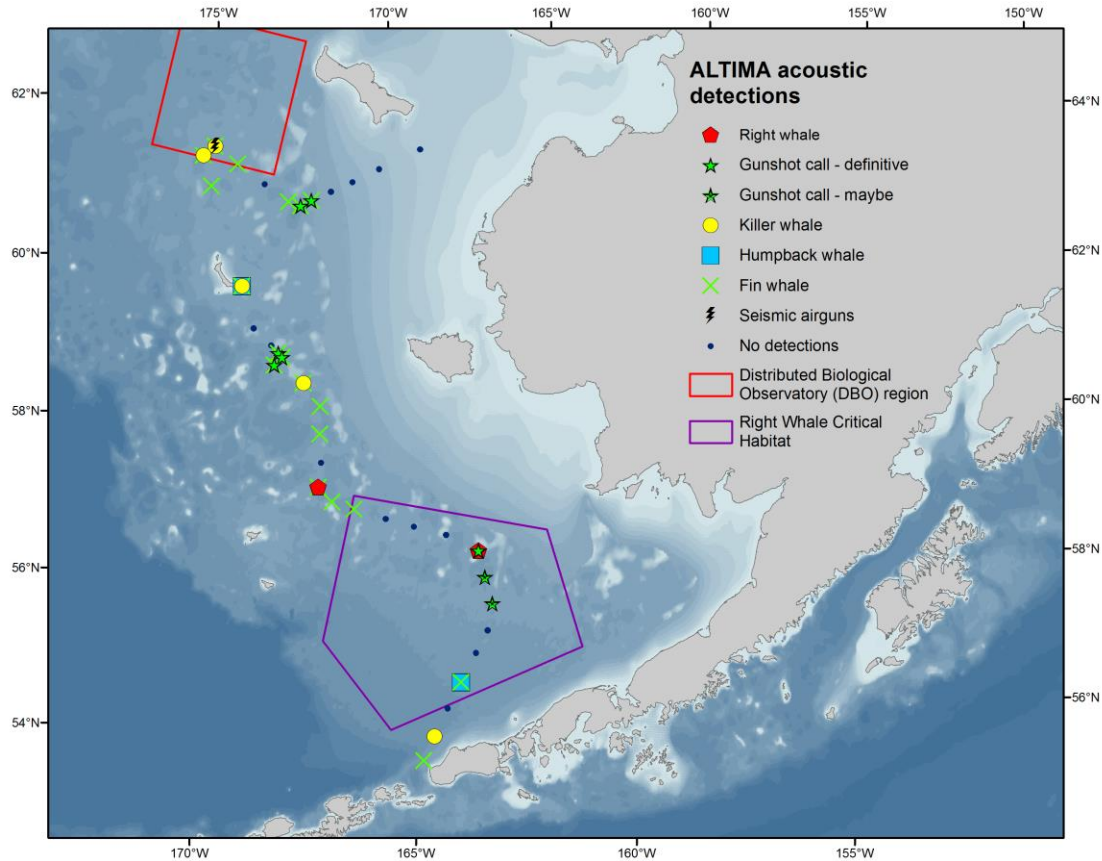 175°W 170°W 165°W 160°W 155°W 150°W
62°N
60°N
58°N
56°N
54°N
ALTIMA acoustic
detections
Right whale
Gunshot call - definitive
Gunshot call - maybe
Killer whale
Humpback whale
Fin whale
Seismic airguns
No detections
Distributed Biological
Observatory (DBO) region
Right Whale Critical
Habitat
64°N
62°N
60°N
58°N
56°N
170°W 165°W 160°W 155°W